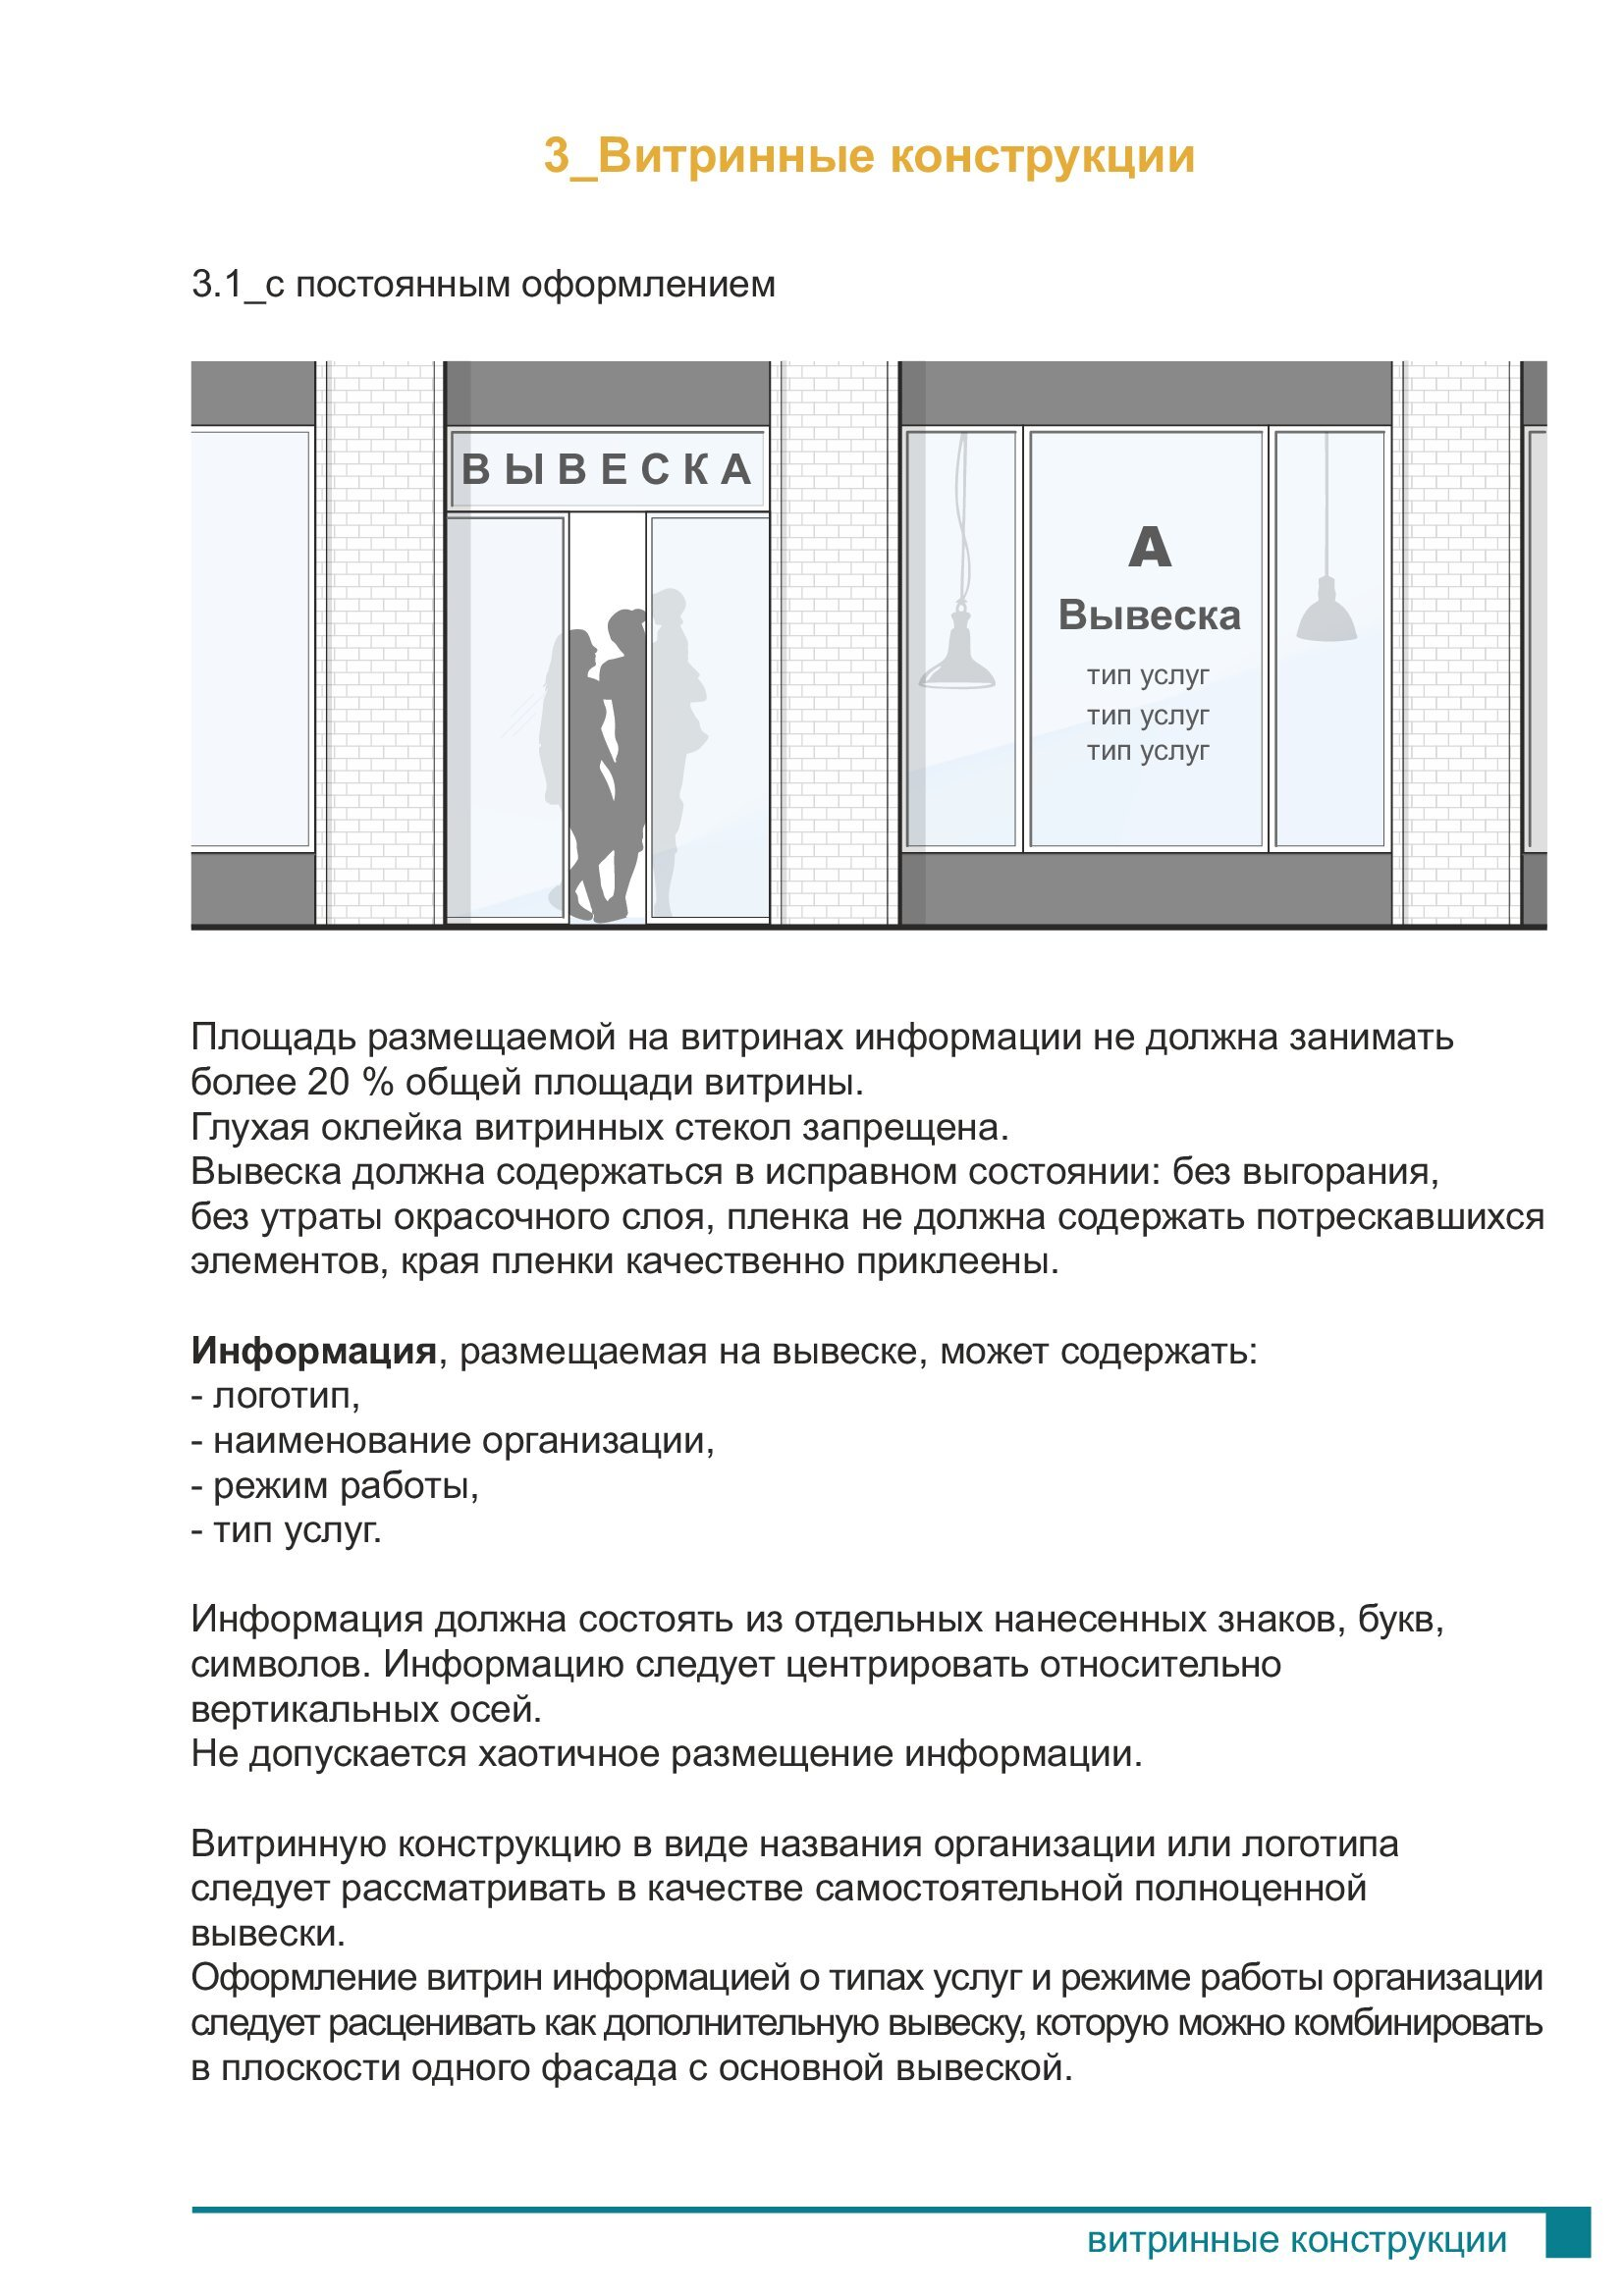 3_Витринные конструкции
3.1_с постоянным оформлением
ВЫВЕСКА
А
Вывеска
тип услуг
тип услуг
тип услуг
Площадь размещаемой на витринах информации не должна занимать
более 20 % общей площади витрины.
Глухая оклейка витринных стекол запрещена.
Вывеска должна содержаться в исправном состоянии: без выгорания,
без утраты окрасочного слоя, пленка не должна содержать потрескавшихся
элементов, края пленки качественно приклеены.
Информация, размещаемая на вывеске, может содержать:
- логотип,
- наименование организации,
- режим работы,
- тип услуг.
Информация должна состоять из отдельных нанесенных знаков, букв,
символов. Информацию следует центрировать относительно
вертикальных осей.
Не допускается хаотичное размещение информации.
Витринную конструкцию в виде названия организации или логотипа
следует рассматривать в качестве самостоятельной полноценной
вывески.
Оформление витрин информацией о типах услуг и режиме работы организации
следует расценивать как дополнительную вывеску, которую можно комбинировать
в плоскости одного фасада с основной вывеской.
витринные конструкции